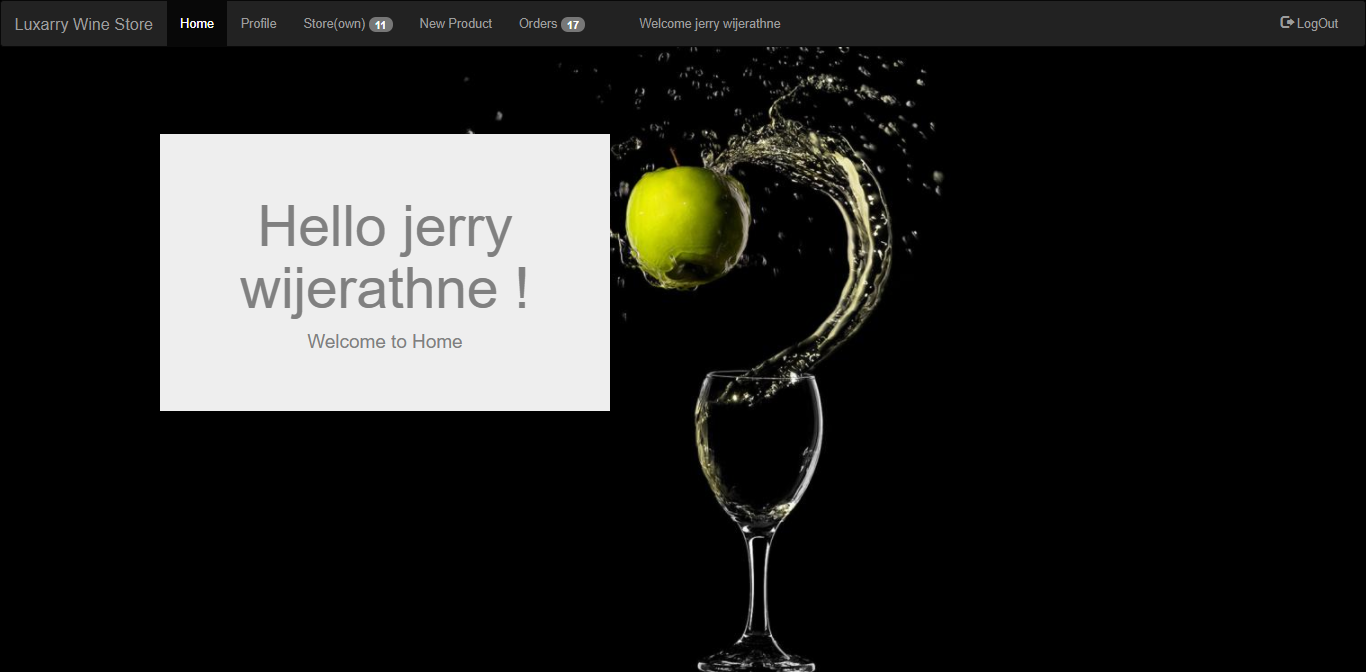 Luxarry Wine Store Home Profile Store(own) 11 New Product Orders 17 Welcome jerry wijerathne LogOut
Hello jerry
wijerathne !
Welcome to Home